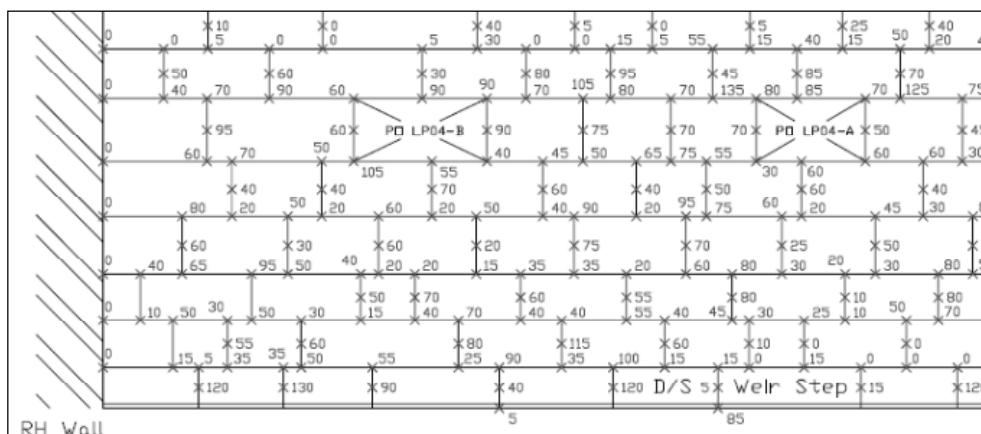 10 0 40 5 0 5 25 40
0 0 5 0 0 5 30 0 0 15 5 55 15 40 15 50 20 4
50 60 30 80 95 45 85 70
0 40 70 90 60 90 90 70 105 80 70 135 80 85 70 125 75
95 60 PO LP04-B 90 75 70 70 PO LP04-A 50 45
0 60 70 50 105 55 40 45 50 65 75 55 30 60 60 60 30
40 40 70 60 40 50 60 40
0 80 20 50 20 60 20 50 40 90 20 95 75 60 20 45 30
60 30 60 20 75 70 25 50
0 40 65 95 50 40 20 20 15 35 35 20 60 80 30 20 30 80 5
50 70 60 55 80 10 80
10 50 30 50 30 15 40 70 40 40 55 40 45 30 25 10 50 70
55 60 80 115 60 10 0 0
0 15 5 35 35 50 55 25 90 35 100 15 15 0 15 0 0 0
120 130 90 40 120 D/S 5 Weir Step 15 120
5 85
RH Wall